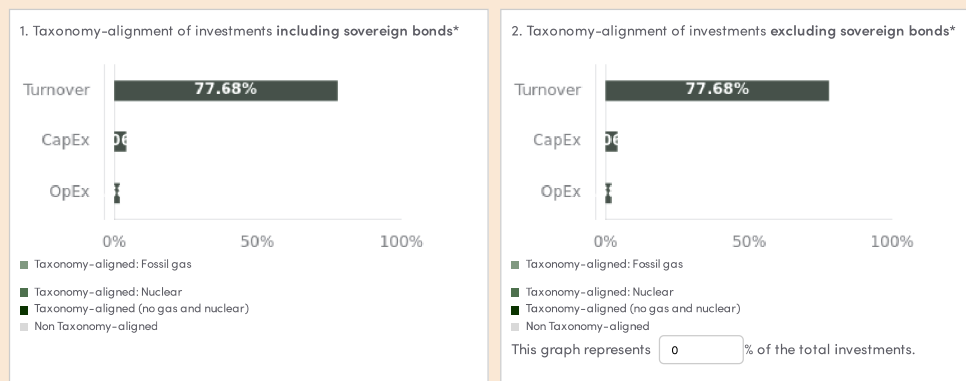 1. Taxonomy-alignment of investments including sovereign bonds*
Turnover
77.68%
CapEx
OpEx
0% 50% 100%
Taxonomy-aligned: Fossil gas
Taxonomy-aligned: Nuclear
Taxonomy-aligned (no gas and nuclear)
Non Taxonomy-aligned
2. Taxonomy-alignment of investments excluding sovereign bonds*
Turnover
77.68%
CapEx
OpEx
0% 50% 100%
Taxonomy-aligned: Fossil gas
Taxonomy-aligned: Nuclear
Taxonomy-aligned (no gas and nuclear)
Non Taxonomy-aligned
This graph represents 0 % of the total investments.